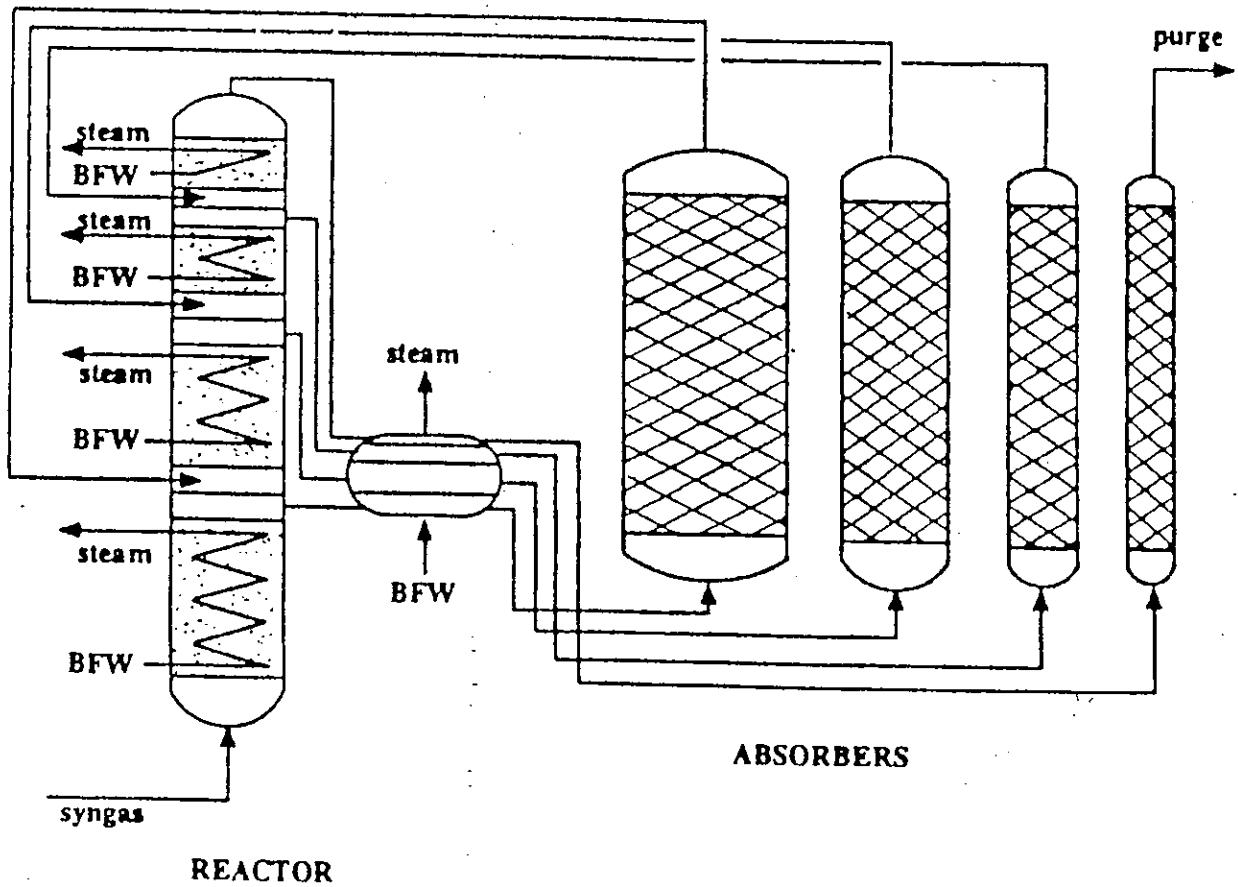 purge
steam
BFW
steam
BFW
steam
BFW
steam
BFW
steam
BFW
syngas
ABSORBERS
REACTOR